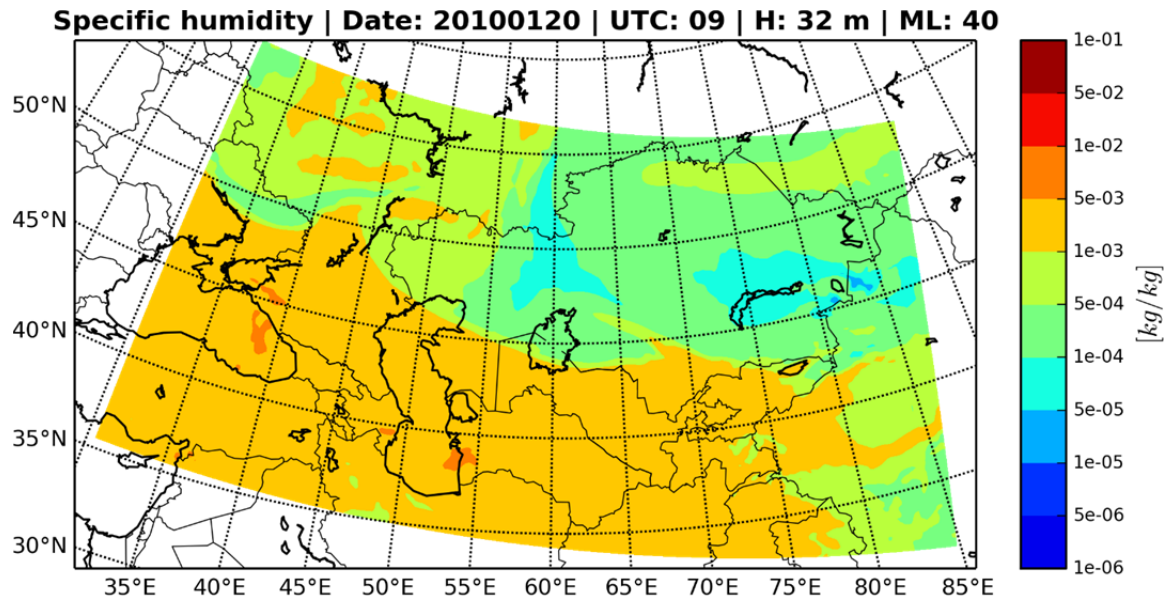 Specific humidity | Date: 20100120 | UTC: 09 | H: 32 m | ML: 40
50°N
45°N
40°N
35°N
30°N
35°E
40°E
45°E
50°E
55°E
60°E
65°E
70°E
75°E
80°E
85°E
1e-01
5e-02
1e-02
5e-03
1e-03
5e-04
1e-04
5e-05
1e-05
5e-06
1e-06
[kg/kg]